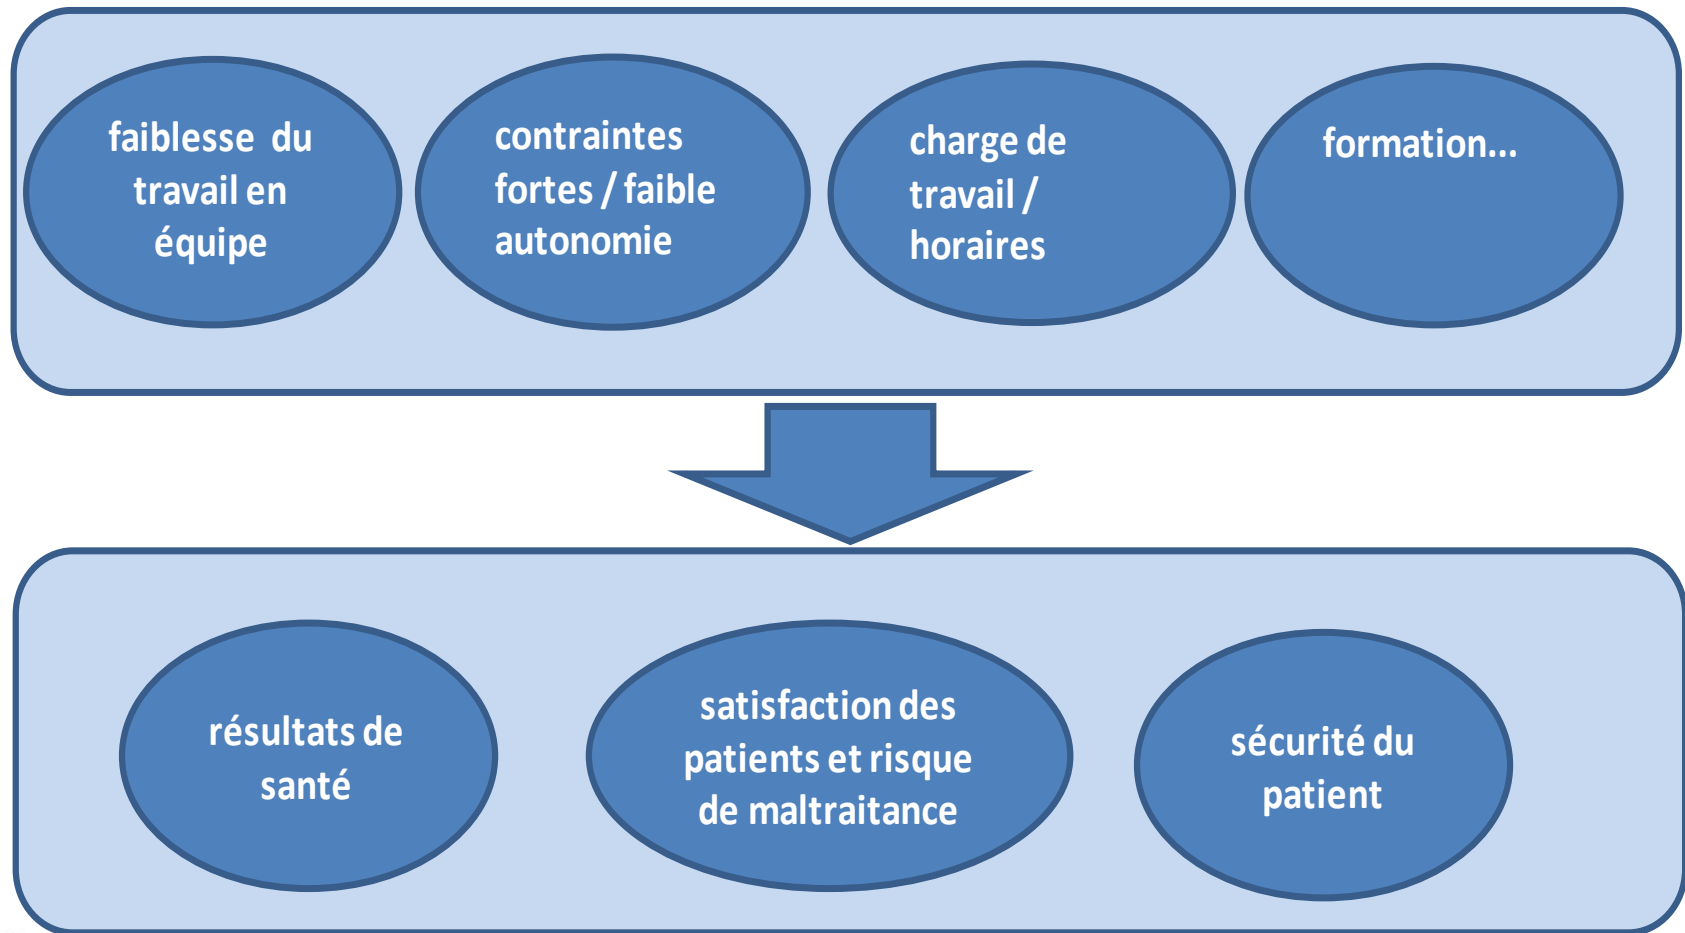 faiblesse du
travail en
équipe
contraintes
fortes / faible
autonomie
charge de
travail /
horaires
formation...
résultats de
santé
satisfaction des
patients et risque
de maltraitance
sécurité du
patient